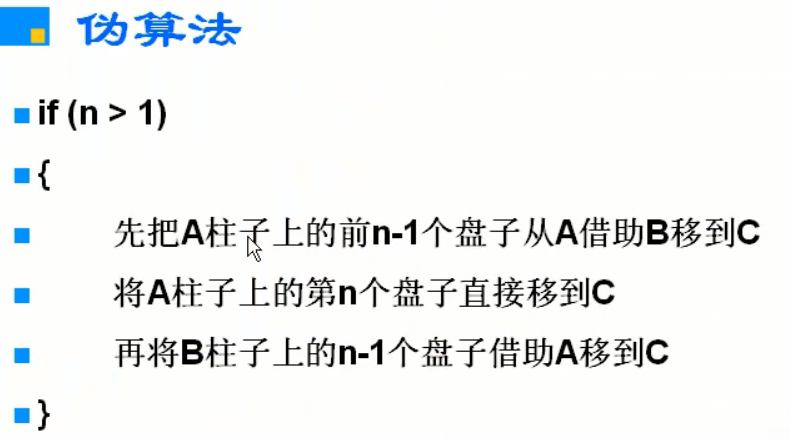 伪算法
if (n > 1)
{
先把A柱子上的前n-1个盘子从A借助B移到C
将A柱子上的第n个盘子直接移到C
再将B柱子上的n-1个盘子借助A移到C
}